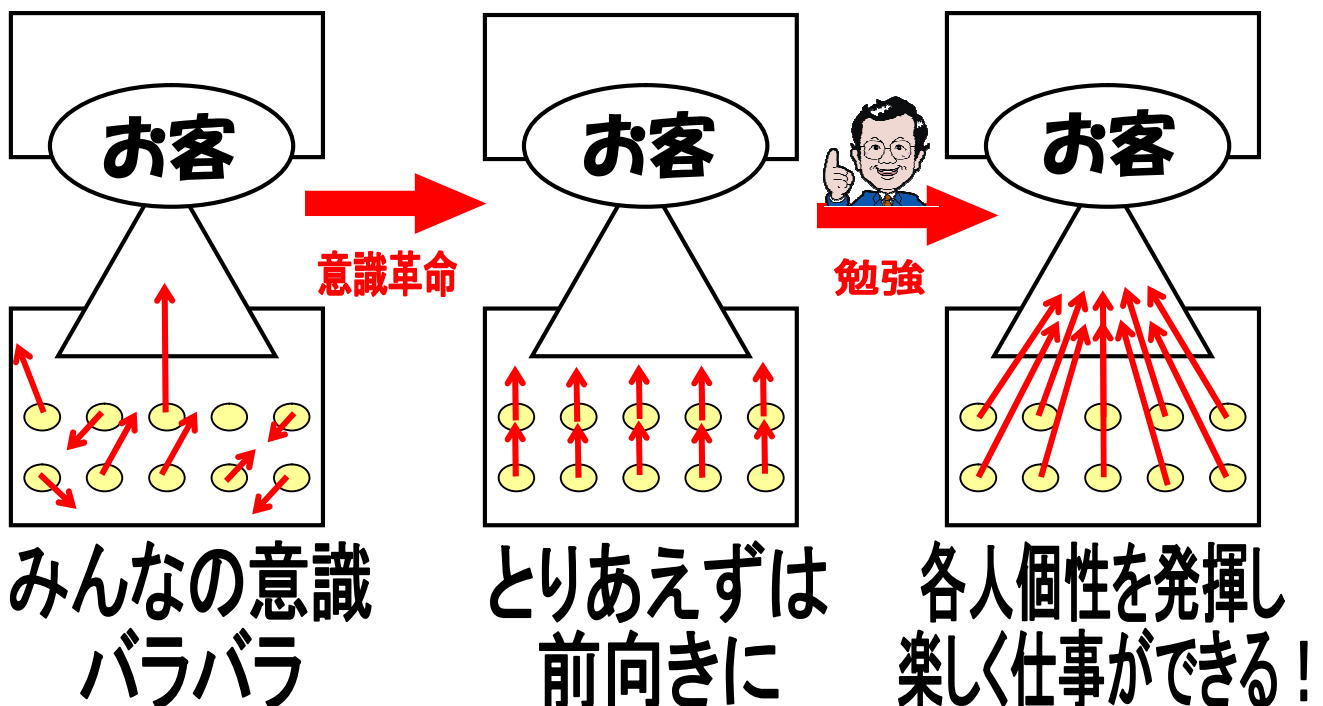 お客
お客
お客
意識革命
勉強
みんなの意識
バラバラ
とりあえずは
前向きに
各人個性を発揮し
楽しく仕事ができる！